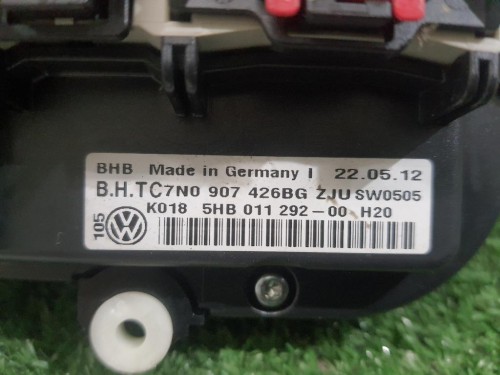 BHB Made in Germany I 22.05.12
B.H.TC7N0 907 426BG ZJU SW0505
K018 5HB 011 292-00 H20
105